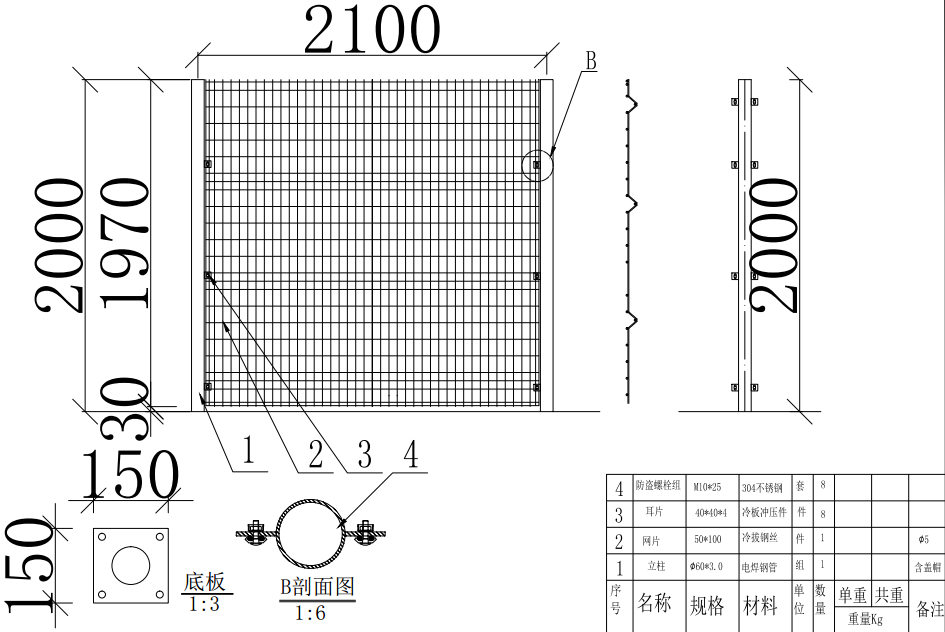 2100
B
2000
1970
30
2000
1
2
3
4
150
150
底板
1:3
B剖面图
1:6
4 防盗螺栓组 M10*25 304不锈钢 套 8
3 耳片 40*40*4 冷板冲压件 件 8
2 网片 50*100 冷拔钢丝 件 1 ϕ5
1 立柱 ϕ60*3.0 电焊钢管 组 1 含盖帽
序号 名称 规格 材料 单位 数量 单重 共重 备注
重量Kg